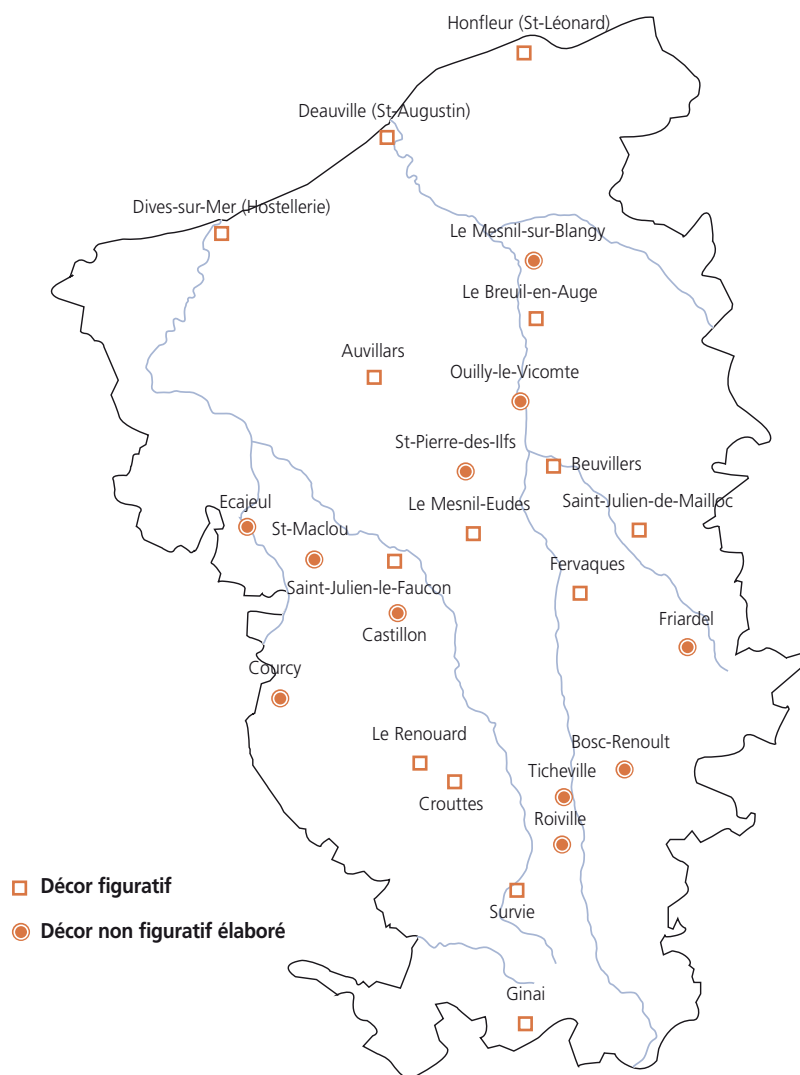 Honfleur (St-Léonard)
Deauville (St-Augustin)
Dives-sur-Mer (Hostellerie)
Le Mesnil-sur-Blangy
Le Breuil-en-Auge
Auvillars
Ouilly-le-Vicomte
St-Pierre-des-Ilfs
Beuvillers
Ecajeul
Le Mesnil-Eudes
Saint-Julien-de-Mailloc
St-Maclou
Fervaques
Saint-Julien-le-Faucon
Friardel
Castillon
Courcy
Le Renouard
Bosc-Renoult
Ticheville
Crouttes
Roiville
Décor figuratif
Survie
Décor non figuratif élaboré
Ginai